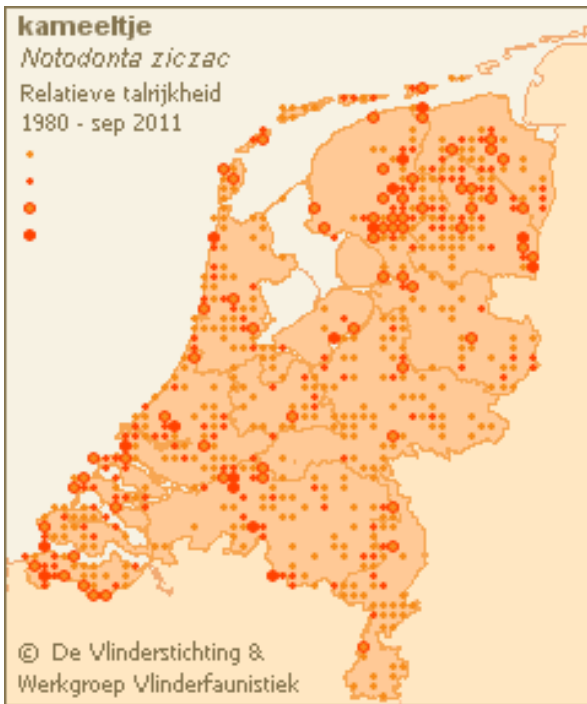 kameeltje
Notodonta ziczac
Relatieve talrijkheid
1980 - sep 2011
© De Vlinderstichting &
Werkgroep Vlinderfaunistiek